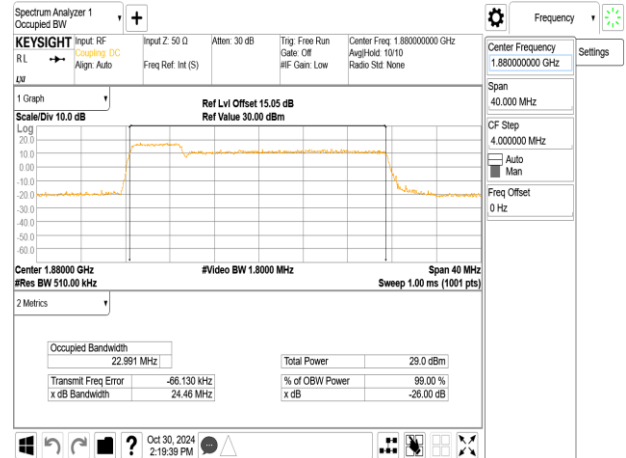 Spectrum Analyzer 1
Occupied BW
Frequency
KEYSIGHT
RL
LXI
Input: RF
Coupling: DC
Align: Auto
Input Z: 50 Ω
Freq Ref: Int (S)
Atten: 30 dB
Trig: Free Run
Gate: Off
#IF Gain: Low
Center Freq: 1.880000000 GHz
Avg|Hold: 10/10
Radio Std: None
Center Frequency
1.880000000 GHz
Settings
Span
40.000 MHz
CF Step
4.000000 MHz
Auto
Man
Freq Offset
0 Hz
1 Graph
Scale/Div 10.0 dB
Ref Lvl Offset 15.05 dB
Ref Value 30.00 dBm
Log
20.0
10.0
0.00
-10.0
-20.0
-30.0
-40.0
-50.0
-60.0
Center 1.88000 GHz
#Video BW 1.8000 MHz
Span 40 MHz
#Res BW 510.00 kHz
Sweep 1.00 ms (1001 pts)
2 Metrics
Occupied Bandwidth
22.991 MHz
Total Power 29.0 dBm
Transmit Freq Error -66.130 kHz
% of OBW Power 99.00 %
x dB Bandwidth 24.46 MHz
x dB -26.00 dB
?
Oct 30, 2024
2:19:39 PM